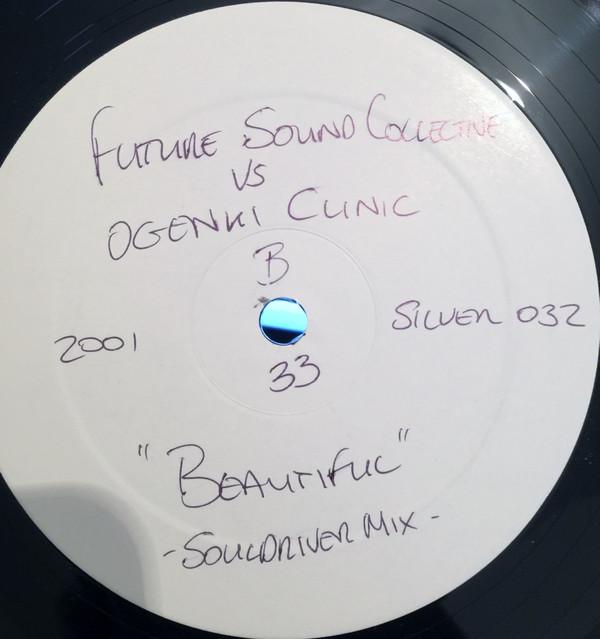 FUTURE SOUND COLLECTIVE
VS
OGENKI CLINIC
B
2001
SILVER 032
33
"BEAUTIFUL"
- SOULDRIVER MIX -